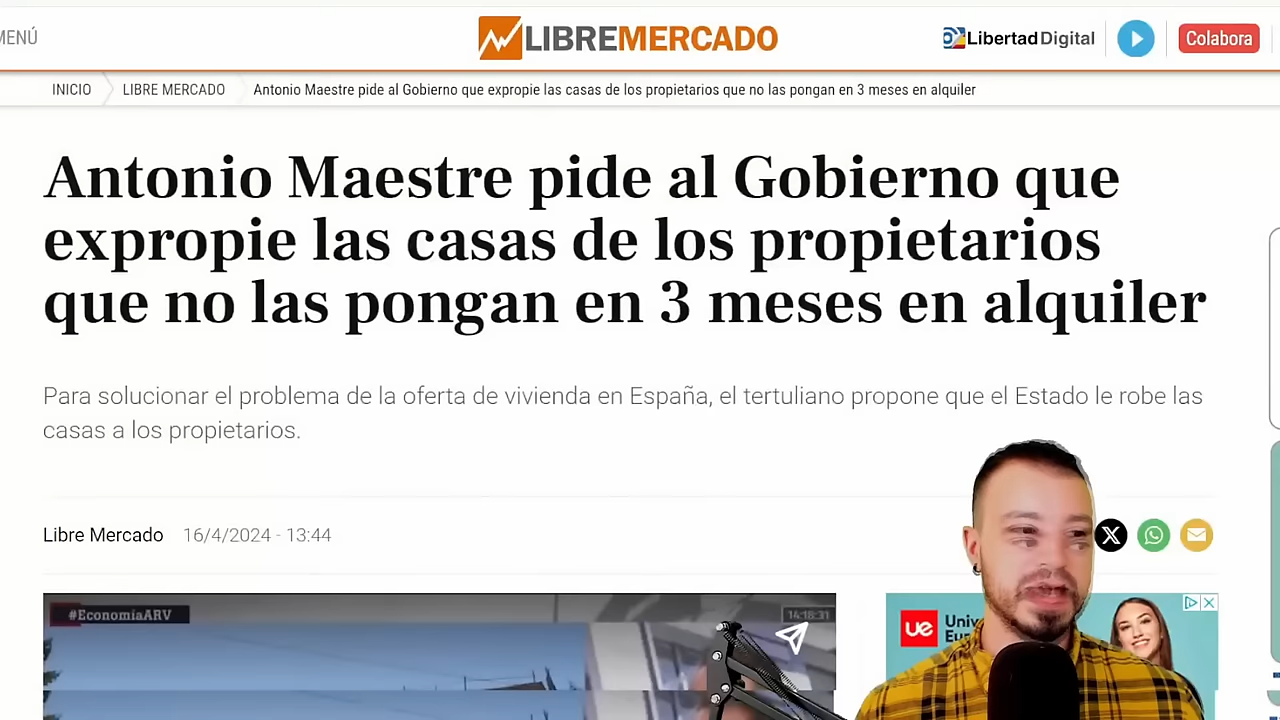 MENÚ
LIBREMERCADO
LibertadDigital
Colabora
INICIO
LIBRE MERCADO
Antonio Maestre pide al Gobierno que expropie las casas de los propietarios que no las pongan en 3 meses en alquiler
Antonio Maestre pide al Gobierno que
expropie las casas de los propietarios
que no las pongan en 3 meses en alquiler
Para solucionar el problema de la oferta de vivienda en España, el tertuliano propone que el Estado le robe las
casas a los propietarios.
Libre Mercado 16/4/2024 - 13:44
X
#EconomíaARV
14:18:31
ue